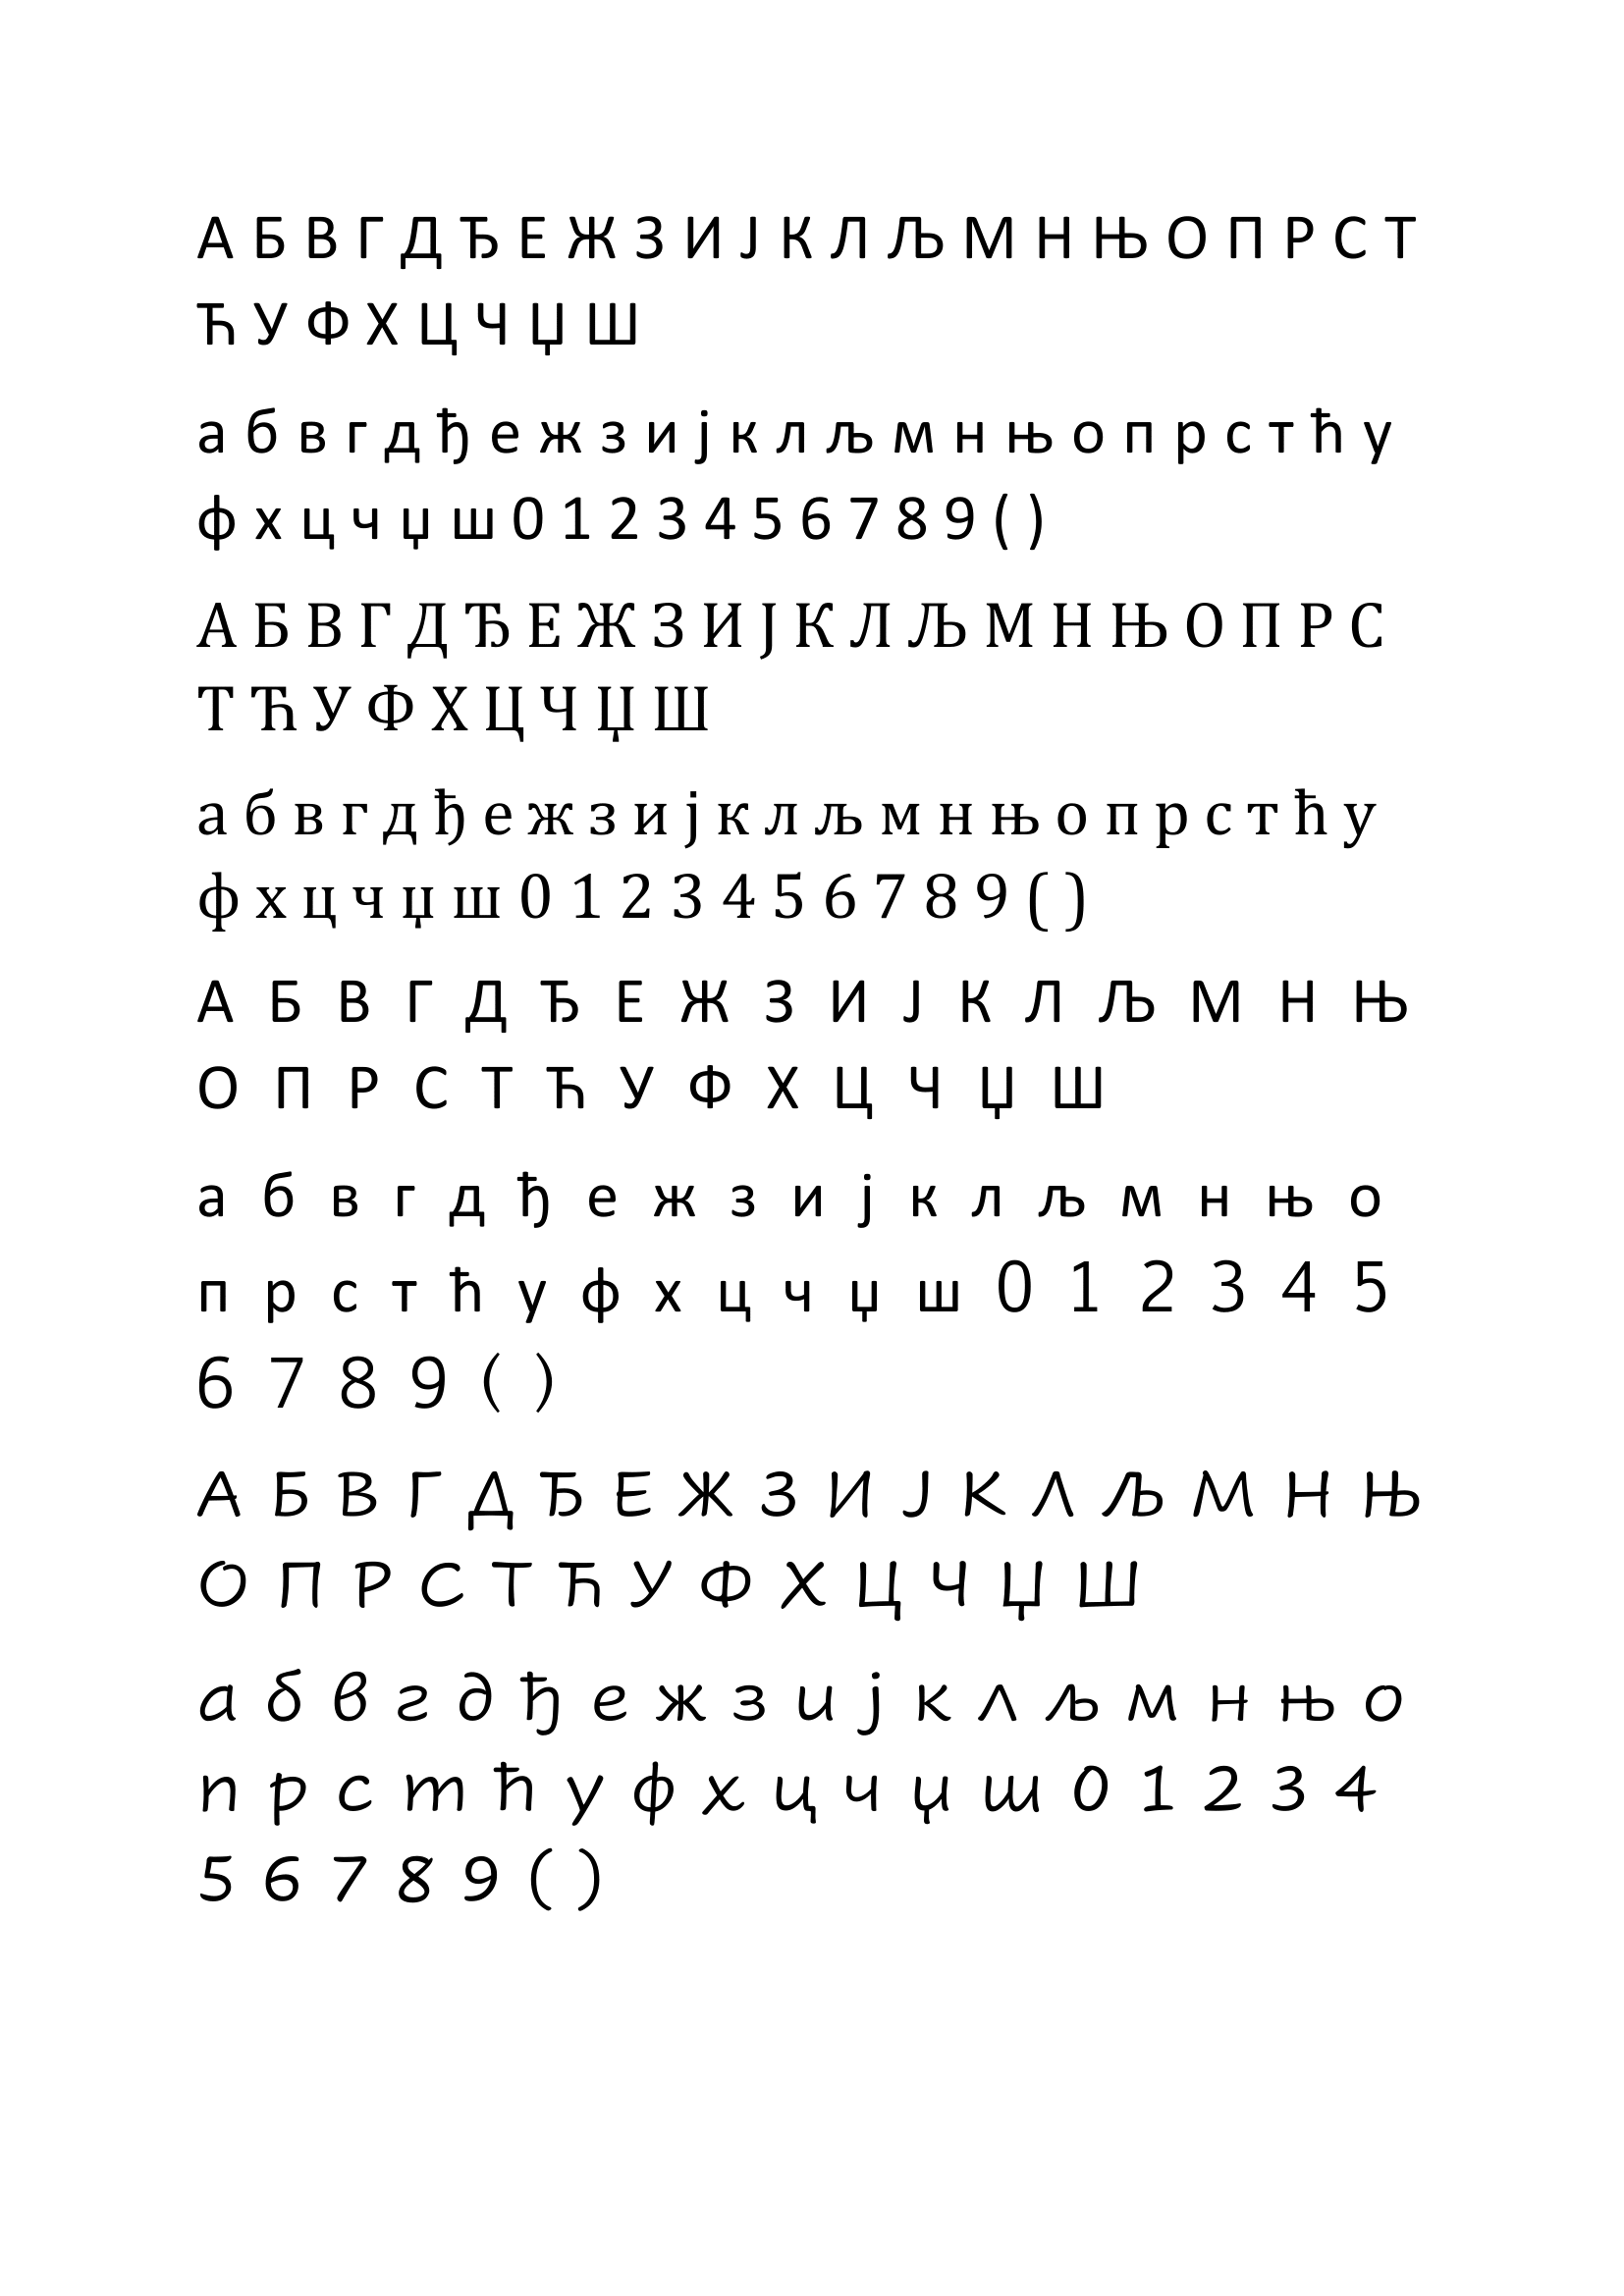 А Б В Г Д Ђ Е Ж З И Ј К Л Љ М Н Њ О П Р С Т
Ћ У Ф Х Ц Ч Џ Ш
а б в г д ђ е ж з и ј к л љ м н њ о п р с т ћ у
ф х ц ч џ ш 0 1 2 3 4 5 6 7 8 9 ( )
А Б В Г Д Ђ Е Ж З И Ј К Л Љ М Н Њ О П Р С
Т Ћ У Ф Х Ц Ч Џ Ш
а б в г д ђ е ж з и ј к л љ м н њ о п р с т ћ у
ф х ц ч џ ш 0 1 2 3 4 5 6 7 8 9 ( )
А Б В Г Д Ђ Е Ж З И Ј К Л Љ М Н Њ
О П Р С Т Ћ У Ф Х Ц Ч Џ Ш
а б в г д ђ е ж з и ј к л љ м н њ о
п р с т ћ у ф х ц ч џ ш 0 1 2 3 4 5
6 7 8 9 ( )
А Б В Г Д Ђ Е Ж З И Ј К Л Љ М Н Њ
О П Р С Т Ћ У Ф Х Ц Ч Џ Ш
а б в г д ђ е ж з и ј к л љ м н њ о
п р с т ћ у ф х ц ч џ ш 0 1 2 3 4
5 6 7 8 9 ( )